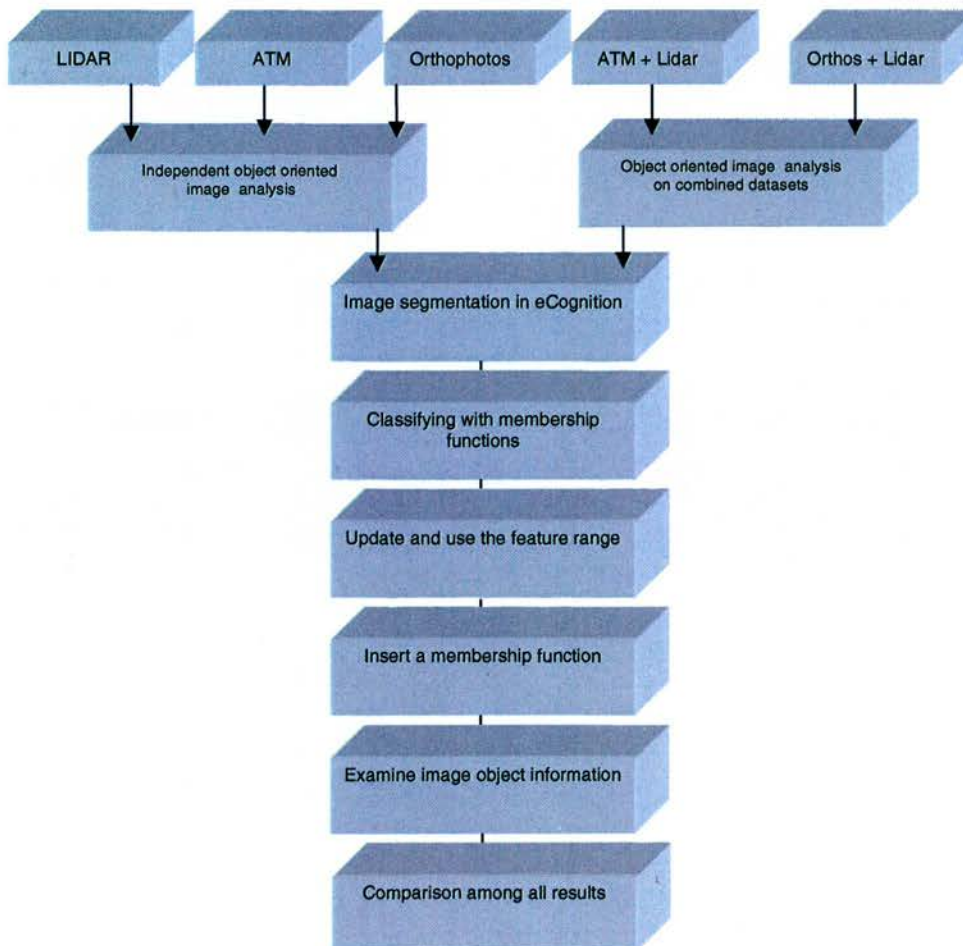 LIDAR
ATM
Orthophotos
ATM + Lidar
Orthos + Lidar
Independent object oriented
image analysis
Object oriented image analysis
on combined datasets
Image segmentation in eCognition
Classifying with membership
functions
Update and use the feature range
Insert a membership function
Examine image object information
Comparison among all results